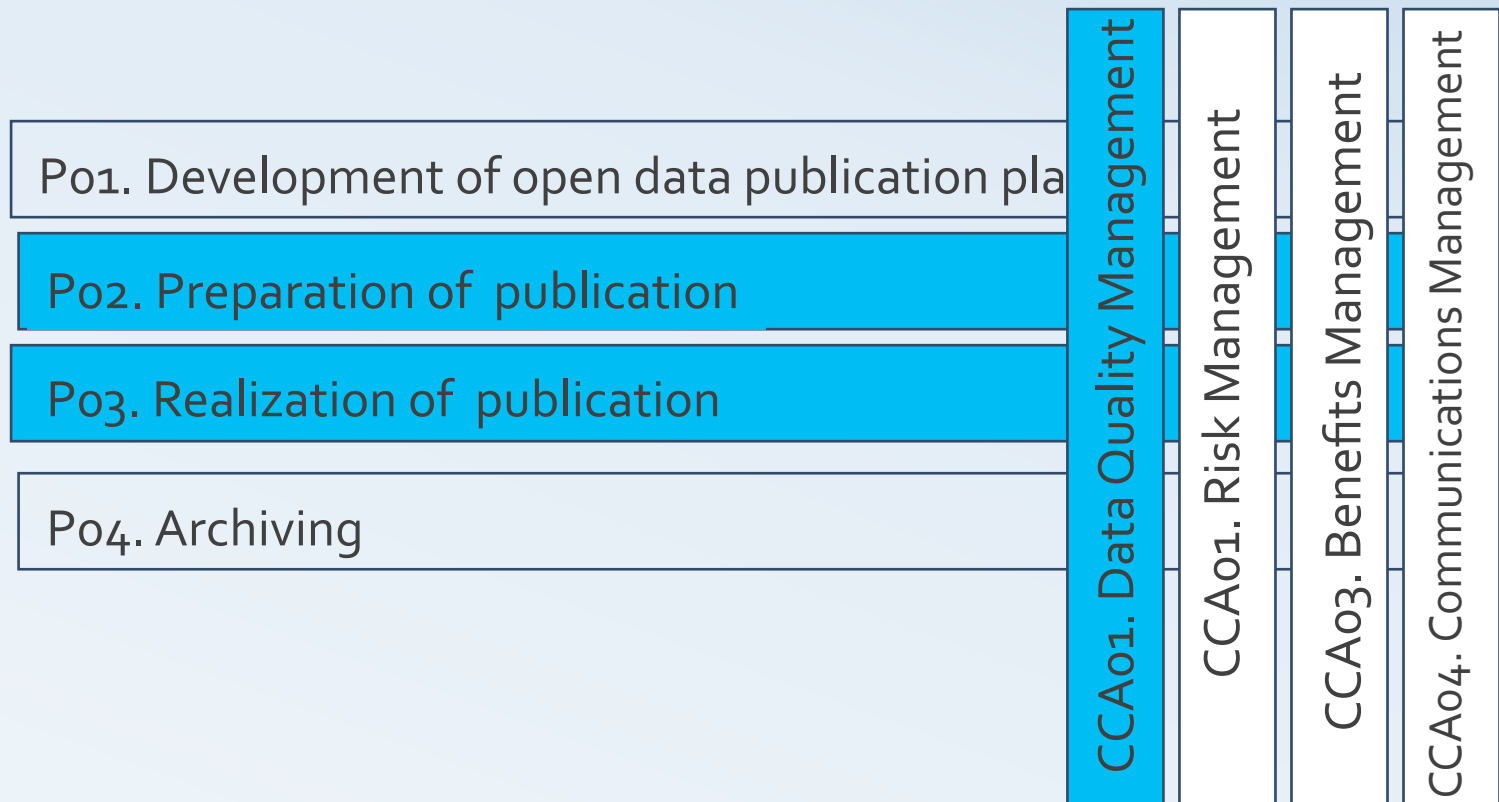 P01. Development of open data publication pla
P02. Preparation of  publication
P03. Realization of  publication
P04. Archiving
CCA01. Data Quality Management
CCA01. Risk Management
CCA03. Benefits Management
CCA04. Communications Management